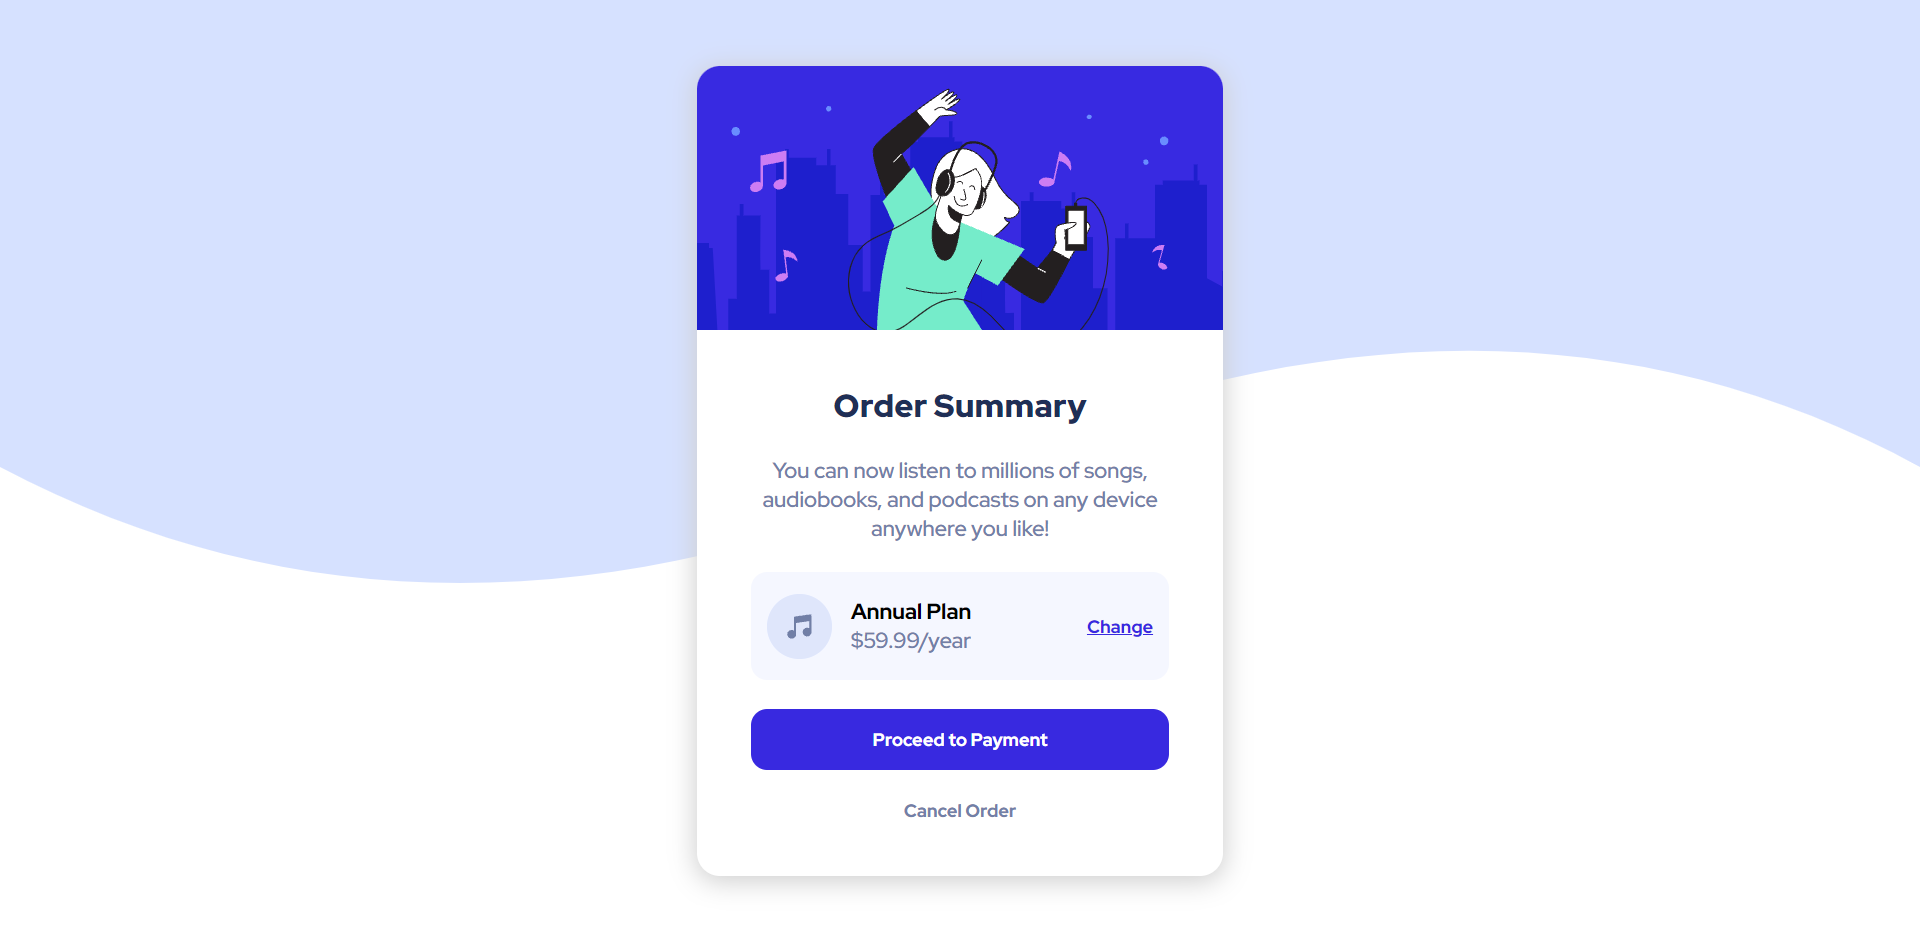 Order Summary
You can now listen to millions of songs,
audiobooks, and podcasts on any device
anywhere you like!
Annual Plan
$59.99/year
Change
Proceed to Payment
Cancel Order